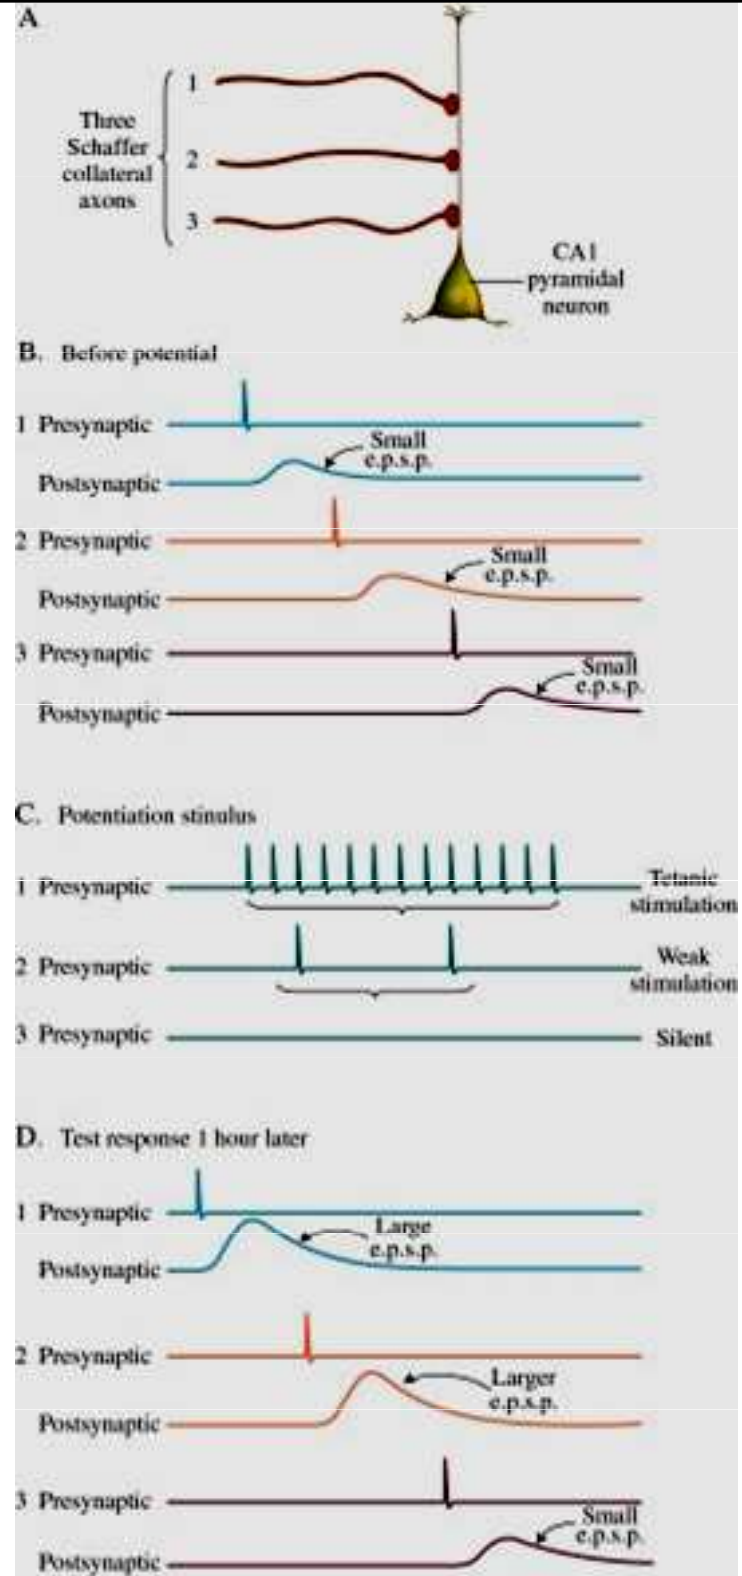 A
1
Three
Schaffer
collateral
axons
2
3
CA1
pyramidal
neuron
B. Before potential
1 Presynaptic
Small
e.p.s.p.
Postsynaptic
2 Presynaptic
Small
e.p.s.p.
Postsynaptic
3 Presynaptic
Small
e.p.s.p.
Postsynaptic
C. Potentiation stinulus
1 Presynaptic
Tetanic
stimulation
2 Presynaptic
Weak
stimulation
3 Presynaptic
Silent
D. Test response 1 hour later
1 Presynaptic
Large
e.p.s.p.
Postsynaptic
2 Presynaptic
Larger
e.p.s.p.
Postsynaptic
3 Presynaptic
Small
e.p.s.p.
Postsynaptic